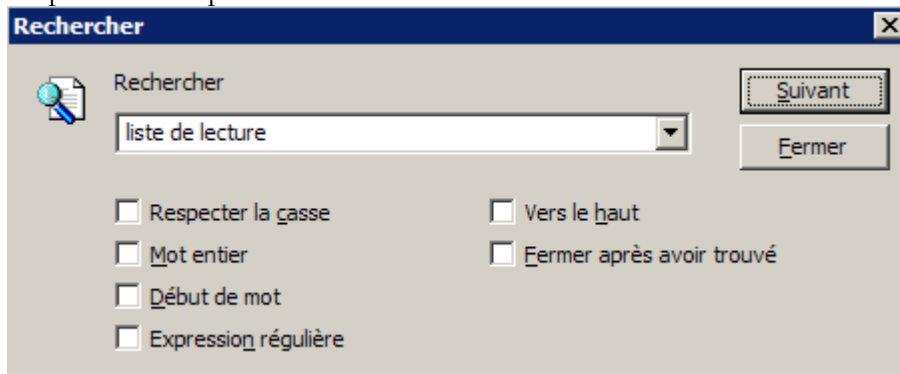 Rechercher
Rechercher
liste de lecture
Suivant
Fermer
Respecter la casse
Vers le haut
Mot entier
Fermer après avoir trouvé
Début de mot
Expression régulière